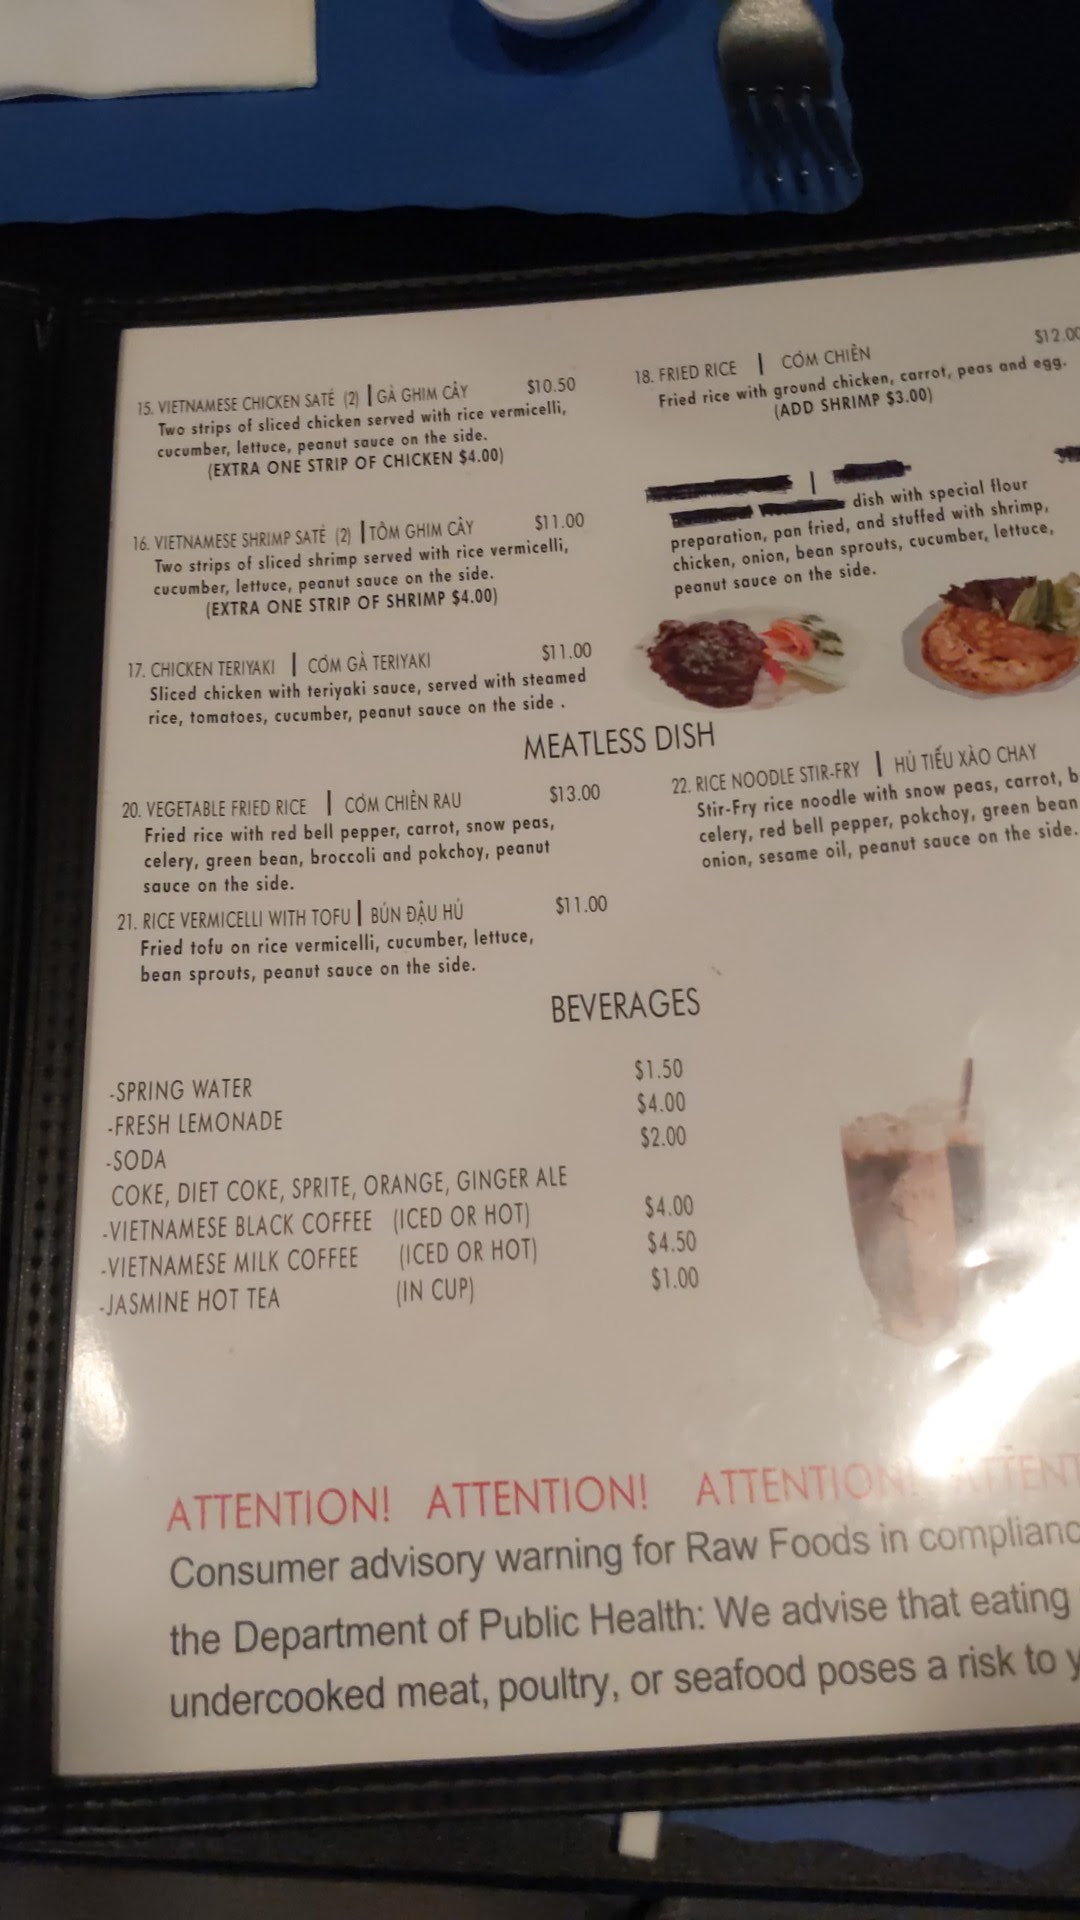 15. VIETNAMESE CHICKEN SATÉ (2) | GÀ GHIM CÂY $10.50
Two strips of sliced chicken served with rice vermicelli,
cucumber, lettuce, peanut sauce on the side.
(EXTRA ONE STRIP OF CHICKEN $4.00)
16. VIETNAMESE SHRIMP SATÉ (2) | TÔM GHIM CÂY $11.00
Two strips of sliced shrimp served with rice vermicelli,
cucumber, lettuce, peanut sauce on the side.
(EXTRA ONE STRIP OF SHRIMP $4.00)
17. CHICKEN TERIYAKI | CƠM GÀ TERIYAKI $11.00
Sliced chicken with teriyaki sauce, served with steamed
rice, tomatoes, cucumber, peanut sauce on the side .
18. FRIED RICE | CƠM CHIÊN $12.00
Fried rice with ground chicken, carrot, peas and egg.
(ADD SHRIMP $3.00)
dish with special flour
preparation, pan fried, and stuffed with shrimp,
chicken, onion, bean sprouts, cucumber, lettuce,
peanut sauce on the side.
MEATLESS DISH
20. VEGETABLE FRIED RICE | CƠM CHIÊN RAU $13.00
Fried rice with red bell pepper, carrot, snow peas,
celery, green bean, broccoli and pokchoy, peanut
sauce on the side.
21. RICE VERMICELLI WITH TOFU | BÚN ĐẬU HỦ $11.00
Fried tofu on rice vermicelli, cucumber, lettuce,
bean sprouts, peanut sauce on the side.
22. RICE NOODLE STIR-FRY | HỦ TIẾU XÀO CHAY
Stir-Fry rice noodle with snow peas, carrot, b
celery, red bell pepper, pokchoy, green bean
onion, sesame oil, peanut sauce on the side.
BEVERAGES
-SPRING WATER $1.50
-FRESH LEMONADE $4.00
-SODA $2.00
COKE, DIET COKE, SPRITE, ORANGE, GINGER ALE
-VIETNAMESE BLACK COFFEE (ICED OR HOT) $4.00
-VIETNAMESE MILK COFFEE (ICED OR HOT) $4.50
-JASMINE HOT TEA (IN CUP) $1.00
ATTENTION! ATTENTION! ATTENTION! ATTENT
Consumer advisory warning for Raw Foods in complianc
the Department of Public Health: We advise that eating
undercooked meat, poultry, or seafood poses a risk to y